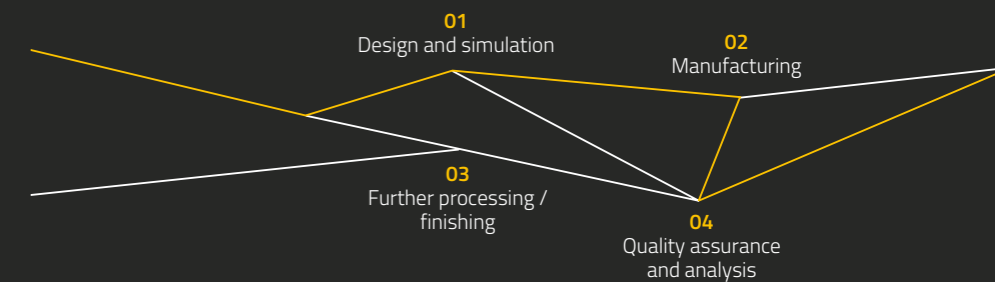 01
Design and simulation
02
Manufacturing
03
Further processing /
finishing
04
Quality assurance
and analysis